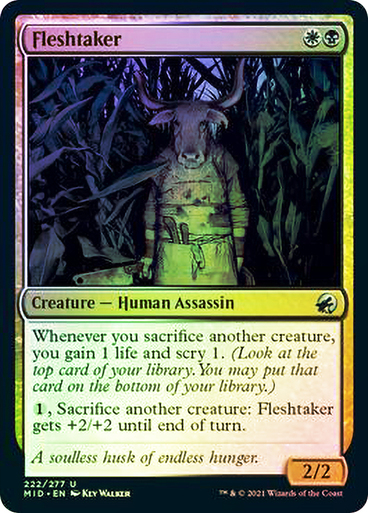 Fleshtaker
Creature — Human Assassin
Whenever you sacrifice another creature,
you gain 1 life and scry 1. (Look at the
top card of your library. You may put that
card on the bottom of your library.)
1, Sacrifice another creature: Fleshtaker
gets +2/+2 until end of turn.
A soulless husk of endless hunger.
2/2
222/277 U
MID • EN Key Walker
™ & © 2021 Wizards of the Coast